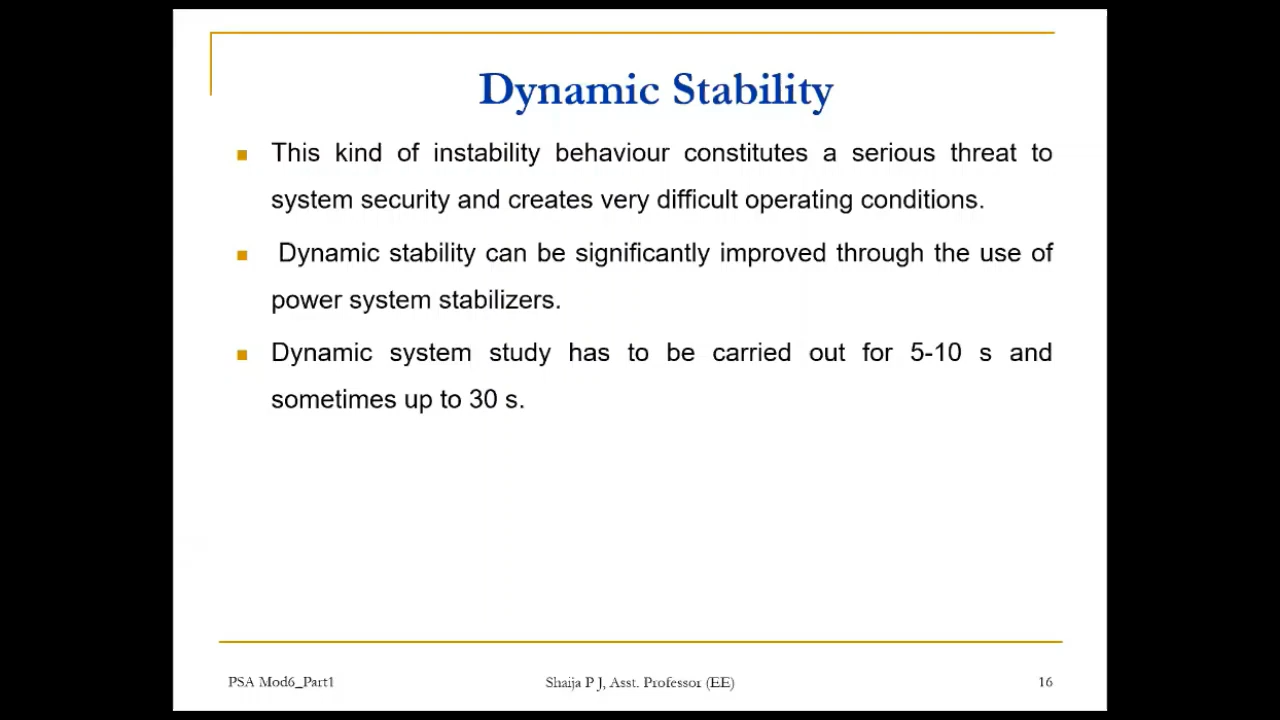 Dynamic Stability
This kind of instability behaviour constitutes a serious threat to
system security and creates very difficult operating conditions.
Dynamic stability can be significantly improved through the use of
power system stabilizers.
Dynamic system study has to be carried out for 5-10 s and
sometimes up to 30 s.
PSA Mod6_Part1
Shaija P J, Asst. Professor (EE)
16